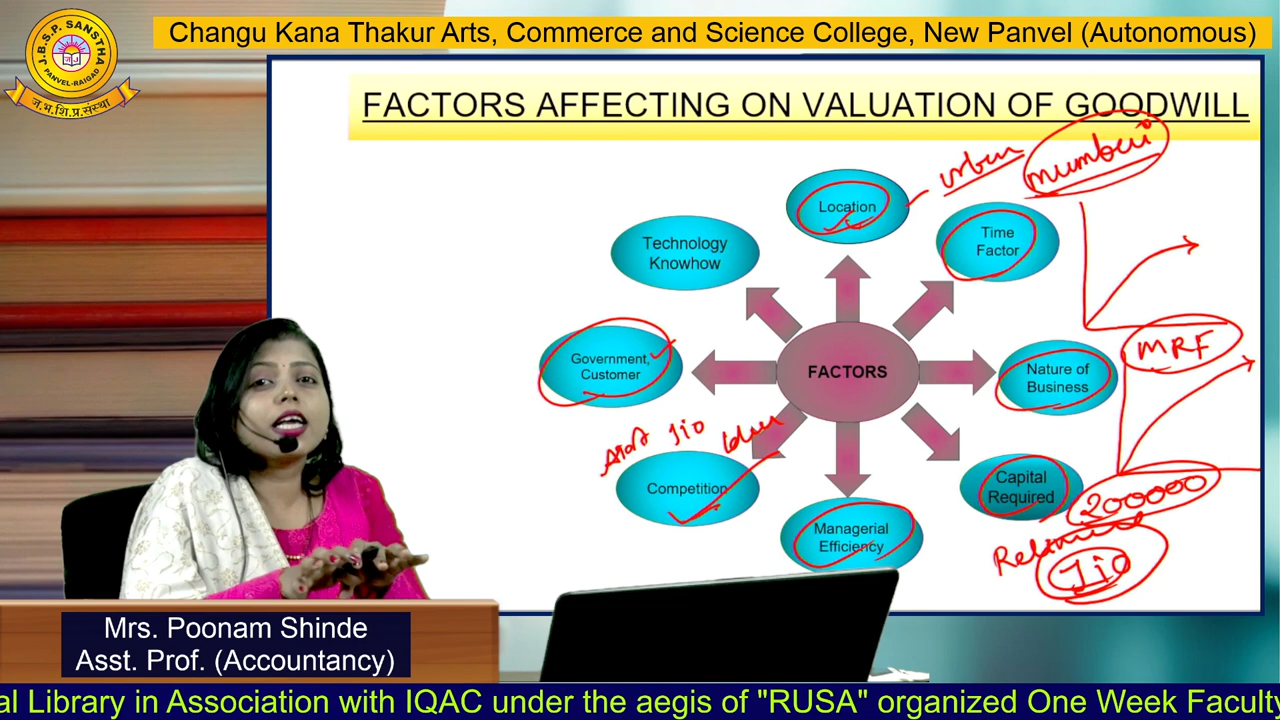 Changu Kana Thakur Arts, Commerce and Science College, New Panvel (Autonomous)
J.B.S.P. SANSTHA
PANVEL-RAIGAD
ज.भ.शि.प्र.संस्था
FACTORS AFFECTING ON VALUATION OF GOODWILL
urban
mumbai
Location
Time
Factor
Technology
Knowhow
Government,
Customer
FACTORS
Nature of
Business
MRF
Jio
Competition
Capital
Required
200000
Managerial
Efficiency
Jio
Mrs. Poonam Shinde
Asst. Prof. (Accountancy)
al Library in Association with IQAC under the aegis of "RUSA" organized One Week Faculty